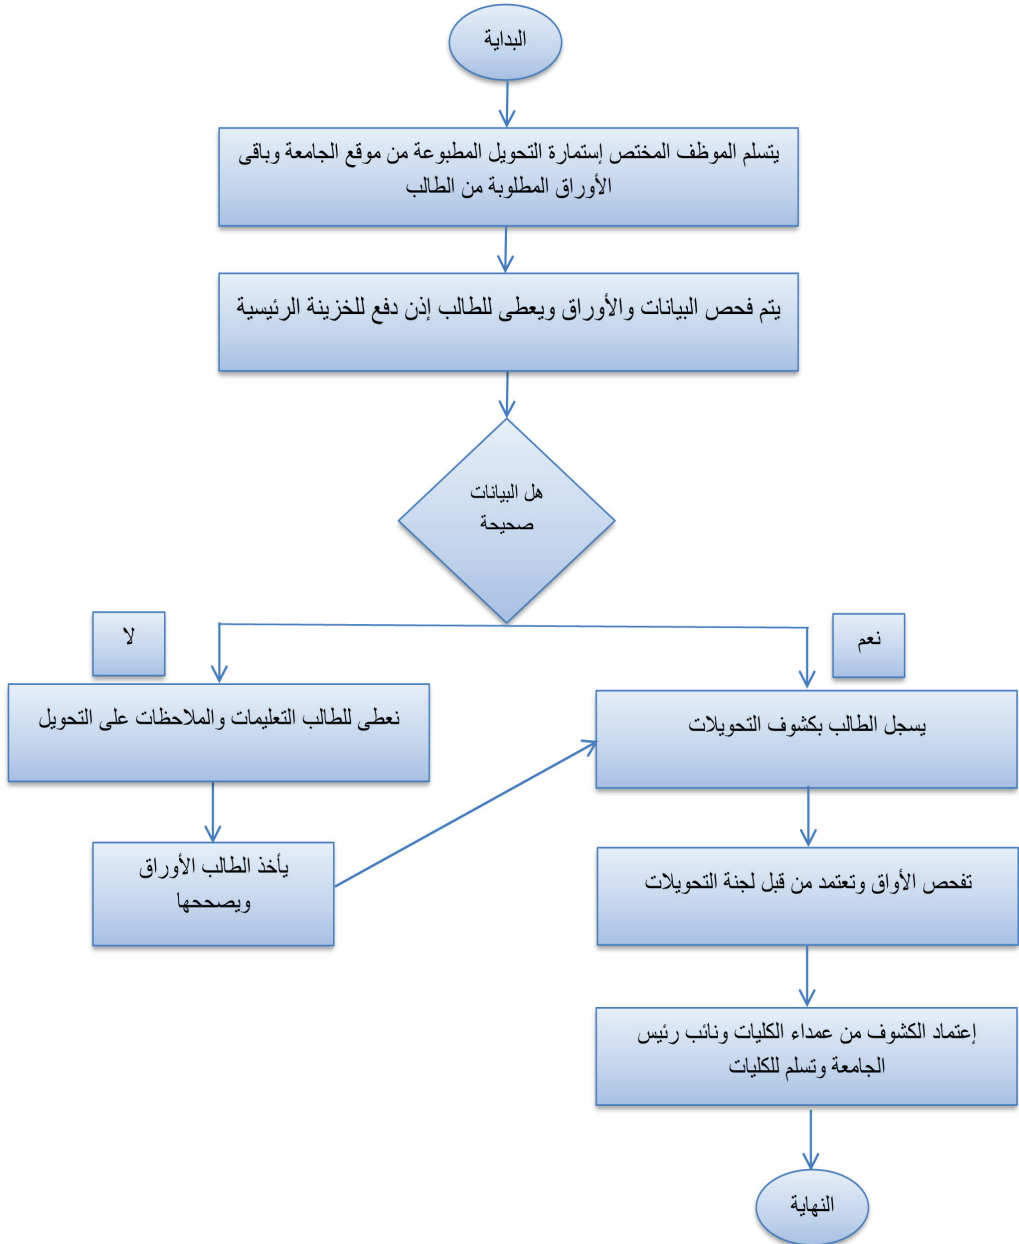 البداية
يتسلم الموظف المختص إستمارة التحويل المطبوعة من موقع الجامعة وباقى
الأوراق المطلوبة من الطالب
يتم فحص البيانات والأوراق ويعطى للطالب إذن دفع للخزينة الرئيسية
هل البيانات
صحيحة
نعم
لا
يسجل الطالب بكشوف التحويلات
نعطى للطالب التعليمات والملاحظات على التحويل
يأخذ الطالب الأوراق
ويصححها
تفحص الأواق وتعتمد من قبل لجنة التحويلات
إعتماد الكشوف من عمداء الكليات ونائب رئيس
الجامعة وتسلم للكليات
النهاية